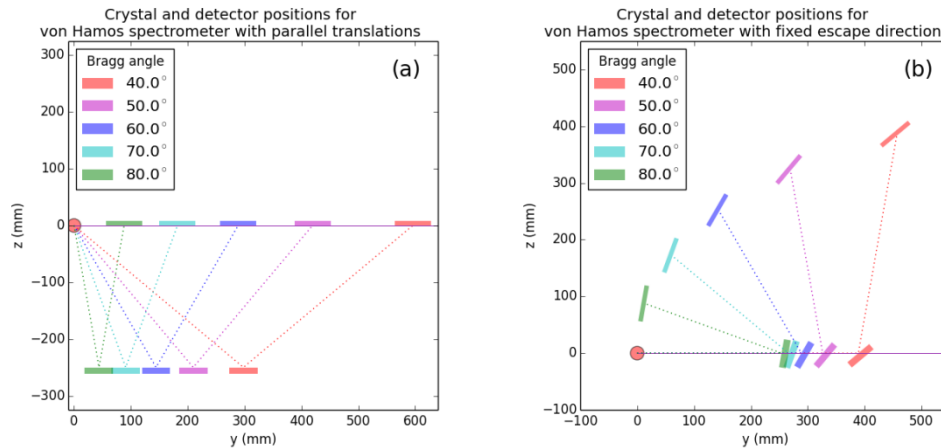 Crystal and detector positions for
von Hamos spectrometer with parallel translations
(a)
Bragg angle
40.0°
50.0°
60.0°
70.0°
80.0°
300
200
100
0
−100
−200
−300
z (mm)
0 100 200 300 400 500 600
y (mm)
Crystal and detector positions for
von Hamos spectrometer with fixed escape direction
(b)
Bragg angle
40.0°
50.0°
60.0°
70.0°
80.0°
500
400
300
200
100
0
−100
z (mm)
−100 0 100 200 300 400 500
y (mm)